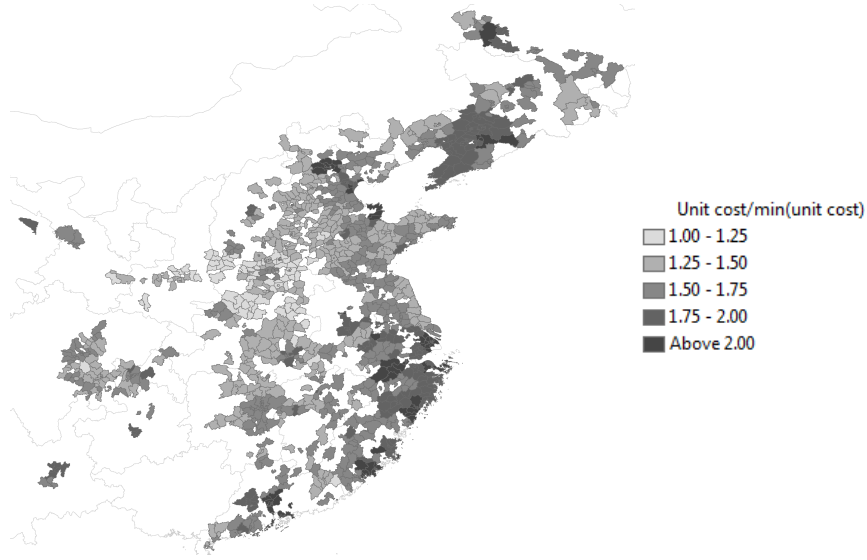 Unit cost/min(unit cost)
1.00 - 1.25
1.25 - 1.50
1.50 - 1.75
1.75 - 2.00
Above 2.00